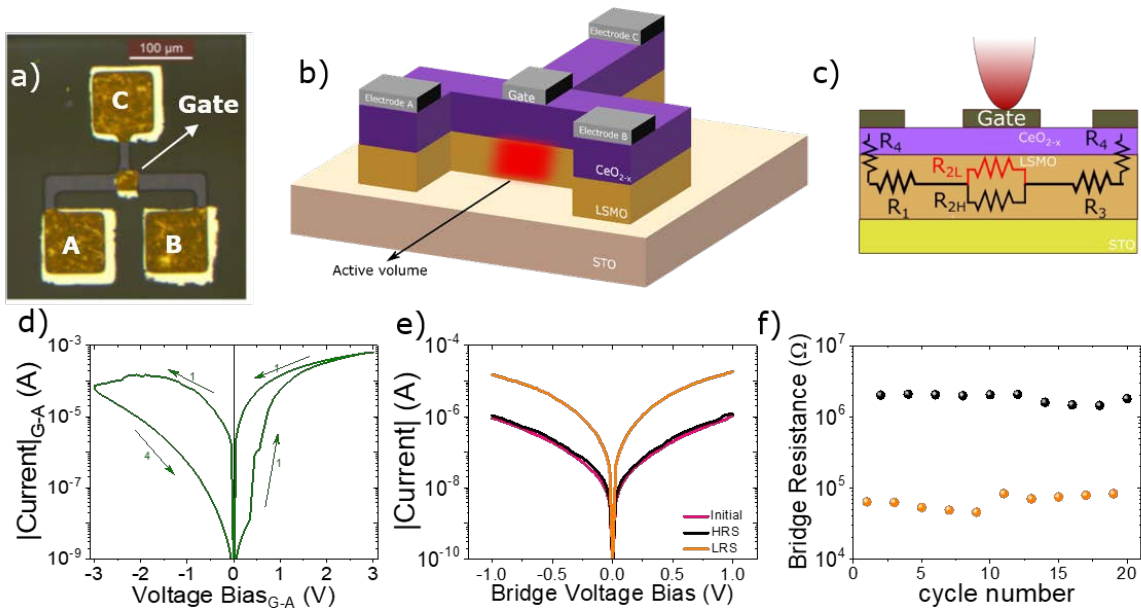 a)
100 µm
C
Gate
A
B
b)
Electrode C
Electrode A
Gate
Electrode B
CeO2-x
LSMO
STO
Active volume
c)
Gate
R4
CeO2-x
R4
LSMO
R2L
R1
R2H
R3
STO
d)
|Current|G-A (A)
10-3
10-5
10-7
10-9
1
1
4
1
-3 -2 -1 0 1 2 3
Voltage BiasG-A (V)
e)
|Current| (A)
10-4
10-6
10-8
10-10
Initial
HRS
LRS
-1.0 -0.5 0.0 0.5 1.0
Bridge Voltage Bias (V)
f)
Bridge Resistance (Ω)
107
106
105
104
0 5 10 15 20
cycle number